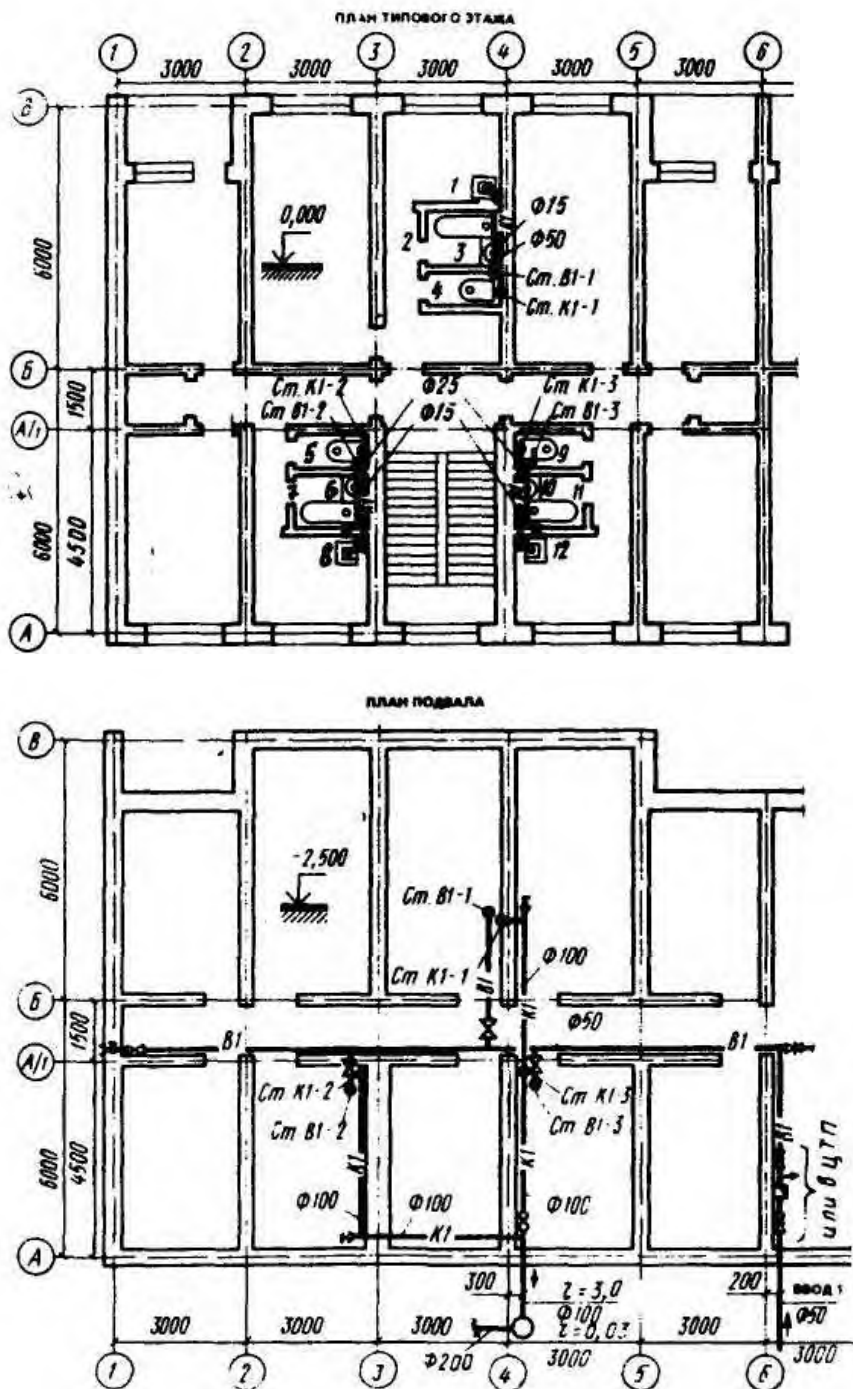 ПЛАН ТИПОВОГО ЭТАЖА
1 2 3 4 5 6
3000 3000 3000 3000 3000
В
6000
0,000
1
2
3
4
Ф15
Ф50
Ст. В1-1
Ст. К1-1
Б
1500
А/1
Ст. К1-2
Ст В1-2
Ф25
Ф15
Ст К1-3
Ст В1-3
5
6
7
8
9
10
11
12
6000
4500
А
ПЛАН ПОДВАЛА
В
6000
-2,500
Ст. В1-1
Ст К1-1
В1
К1
Ф100
Б
1500
В1
Ф50
В1
А/1
Ст К1-2
Ст В1-2
Ст К1-3
Ст В1-3
6000
4500
К1
К1
К1
или в ЦТП
Ф100
Ф100
К1
Ф100
А
300
l = 3,0
Ф100
i = 0,03
200
ВВОД 1
Ф50
Ф200
3000 3000 3000 3000 3000 3000
1 2 3 4 5 6